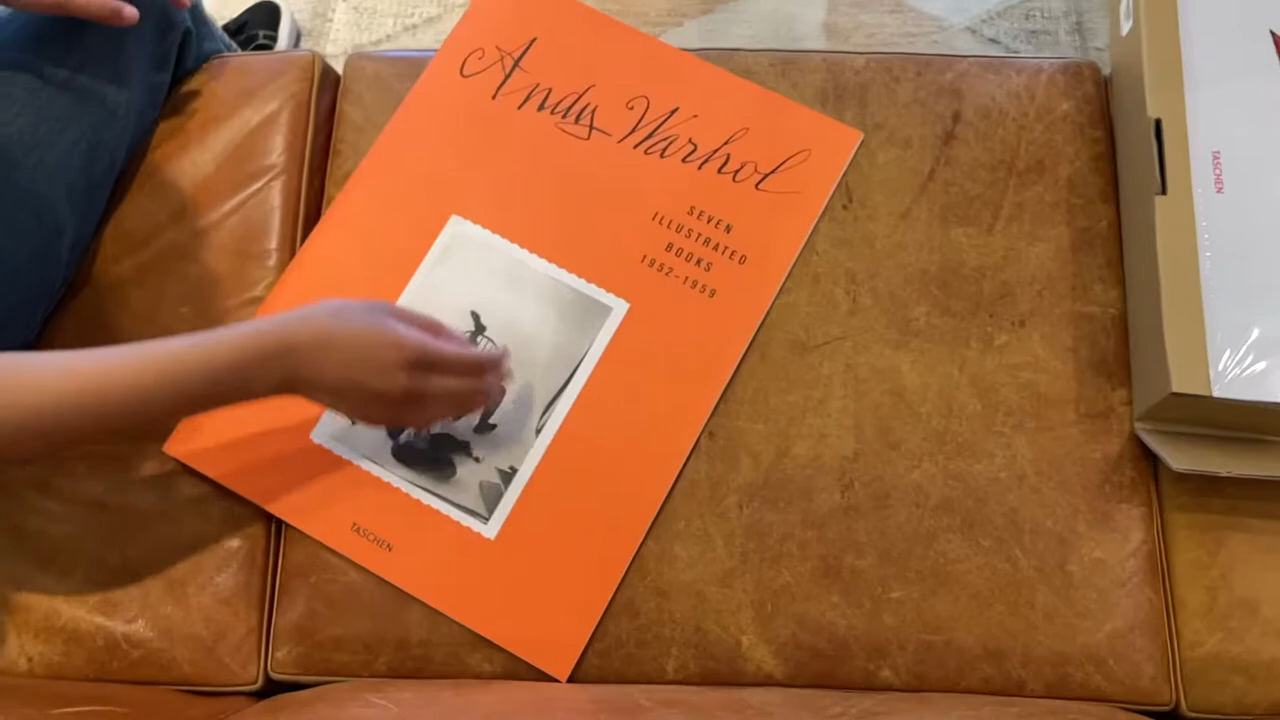 Andy Warhol
SEVEN
ILLUSTRATED
BOOKS
1952-1959
TASCHEN
TASCHEN